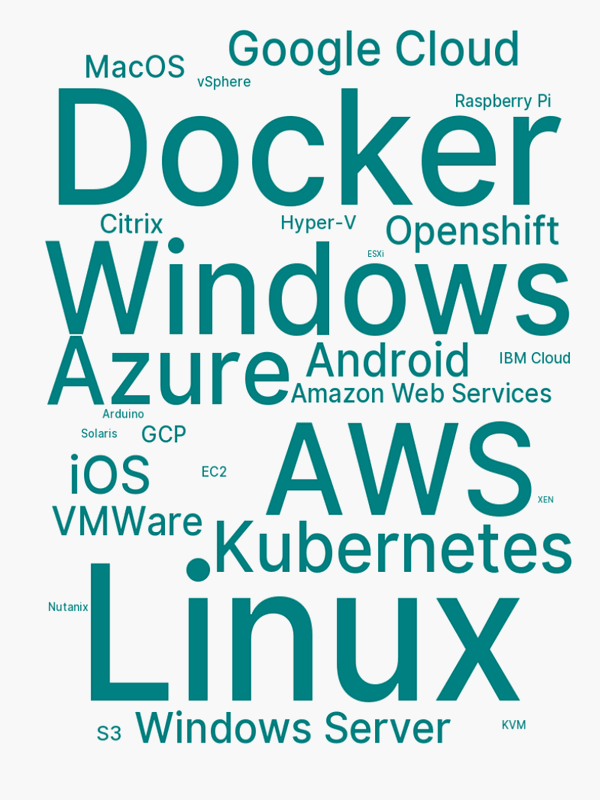 Google Cloud
MacOS
vSphere
Raspberry Pi
Docker
Citrix
Hyper-V
Openshift
ESXi
Windows
Azure
Android
IBM Cloud
Amazon Web Services
Arduino
Solaris
GCP
AWS
iOS
EC2
XEN
VMWare
Kubernetes
Linux
Nutanix
S3
Windows Server
KVM